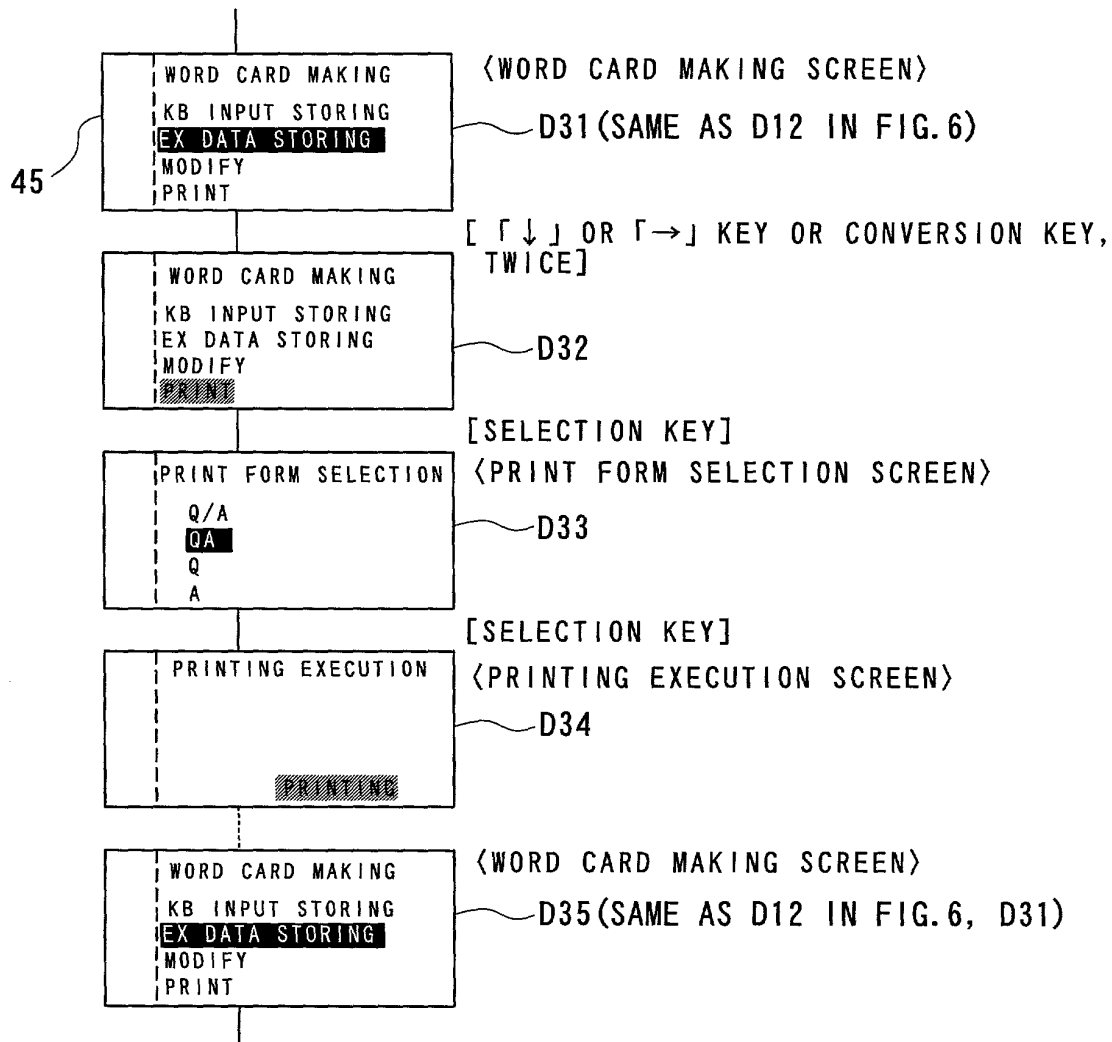 WORD CARD MAKING
KB INPUT STORING
EX DATA STORING
MODIFY
PRINT
45
〈WORD CARD MAKING SCREEN〉
D31(SAME AS D12 IN FIG.6)
[「↓」OR「→」KEY OR CONVERSION KEY,
TWICE]
WORD CARD MAKING
KB INPUT STORING
EX DATA STORING
MODIFY
PRINT
D32
[SELECTION KEY]
〈PRINT FORM SELECTION SCREEN〉
PRINT FORM SELECTION
Q/A
QA
Q
A
D33
[SELECTION KEY]
〈PRINTING EXECUTION SCREEN〉
PRINTING EXECUTION
PRINTING
D34
〈WORD CARD MAKING SCREEN〉
WORD CARD MAKING
KB INPUT STORING
EX DATA STORING
MODIFY
PRINT
D35(SAME AS D12 IN FIG.6, D31)